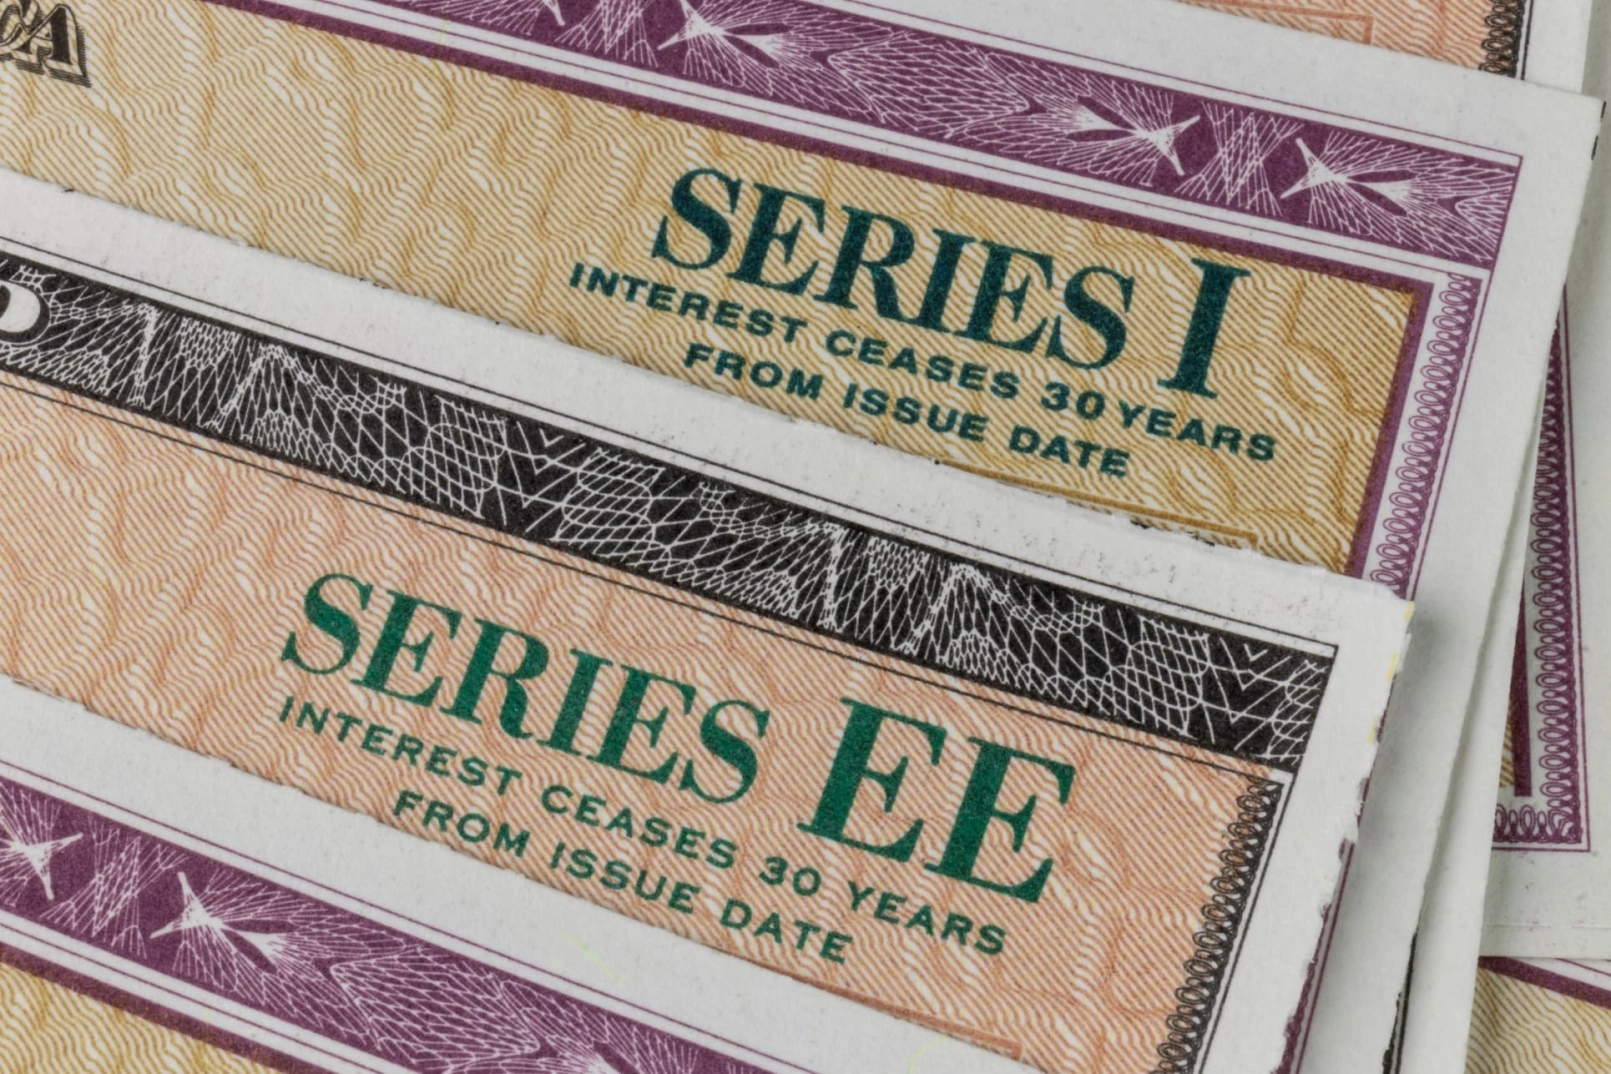 SERIES I
INTEREST CEASES 30 YEARS
FROM ISSUE DATE
SERIES EE
INTEREST CEASES 30 YEARS
FROM ISSUE DATE